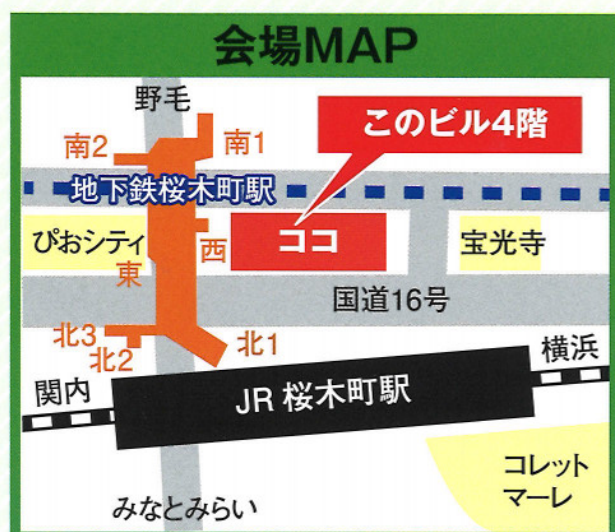 会場MAP
野毛
このビル4階
南2
南1
地下鉄桜木町駅
ぴおシティ
西
ココ
宝光寺
東
国道16号
北3
北2
北1
横浜
関内
JR 桜木町駅
コレット
マーレ
みなとみらい